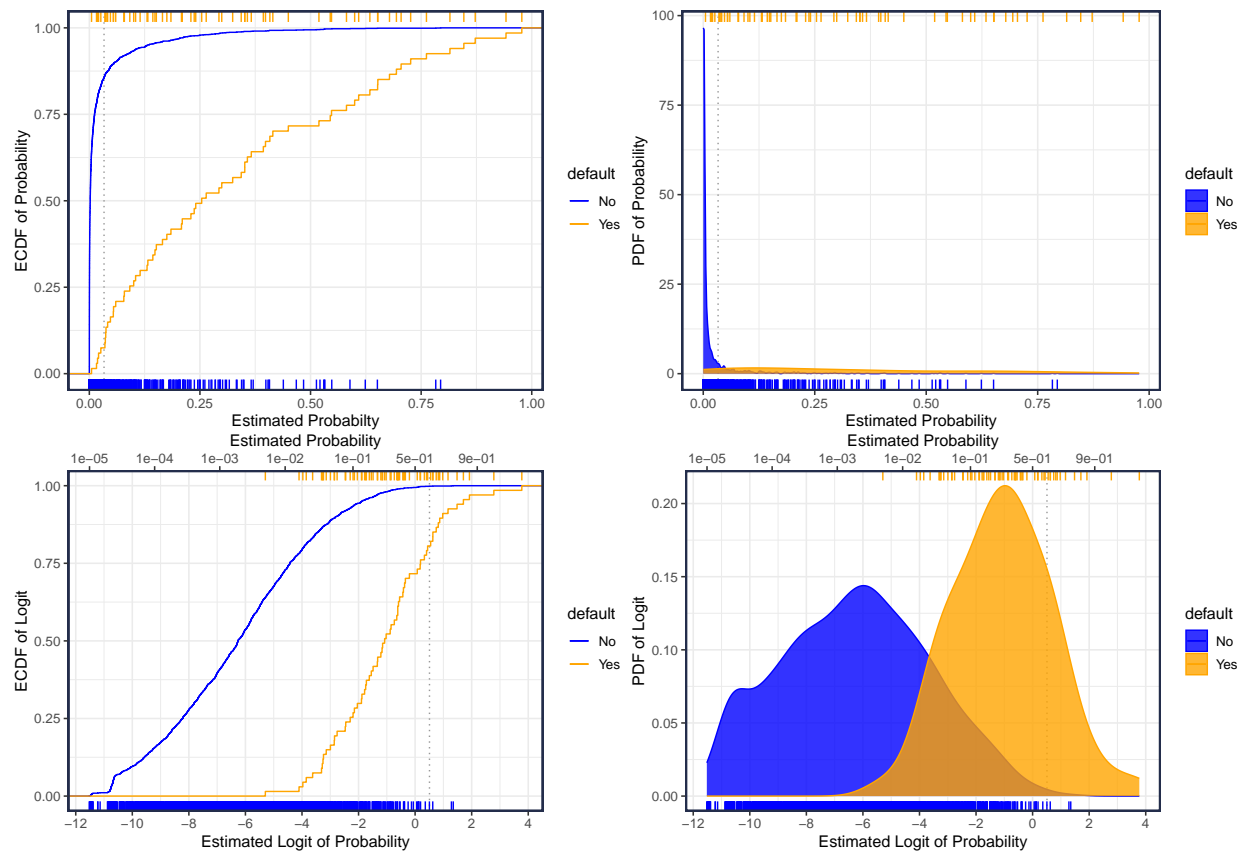 1.00
0.75
0.50
0.25
0.00
ECDF of Probability
0.00 0.25 0.50 0.75 1.00
Estimated Probabilty
default
No
Yes
100
75
50
25
0
PDF of Probability
0.00 0.25 0.50 0.75 1.00
Estimated Probability
default
No
Yes
Estimated Probability
1e−05 1e−04 1e−03 1e−02 1e−01 5e−01 9e−01
1.00
0.75
0.50
0.25
0.00
ECDF of Logit
−12 −10 −8 −6 −4 −2 0 2 4
Estimated Logit of Probability
default
No
Yes
Estimated Probability
1e−05 1e−04 1e−03 1e−02 1e−01 5e−01 9e−01
0.20
0.15
0.10
0.05
0.00
PDF of Logit
−12 −10 −8 −6 −4 −2 0 2 4
Estimated Logit of Probability
default
No
Yes